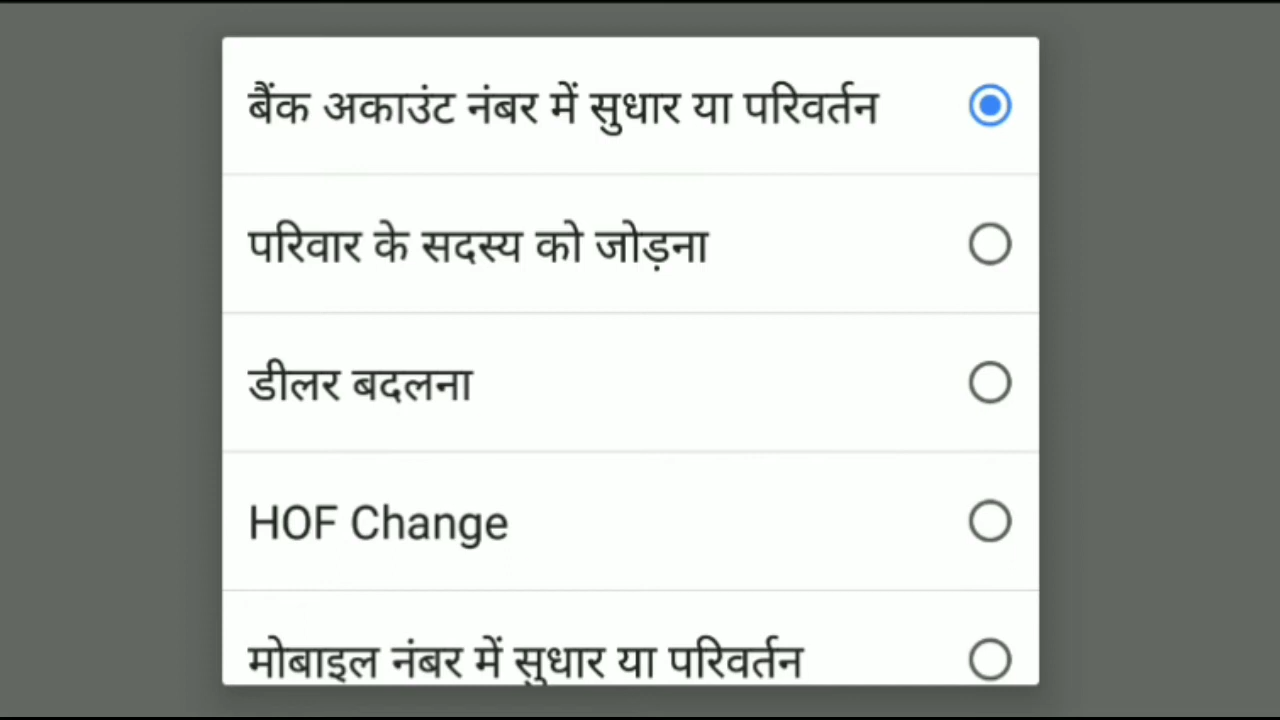 बैंक अकाउंट नंबर में सुधार या परिवर्तन
परिवार के सदस्य को जोड़ना
डीलर बदलना
HOF Change
मोबाइल नंबर में सुधार या परिवर्तन